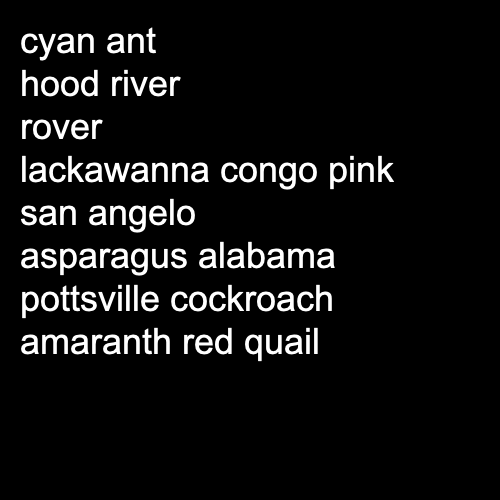 cyan ant
hood river
rover
lackawanna congo pink
san angelo
asparagus alabama
pottsville cockroach
amaranth red quail